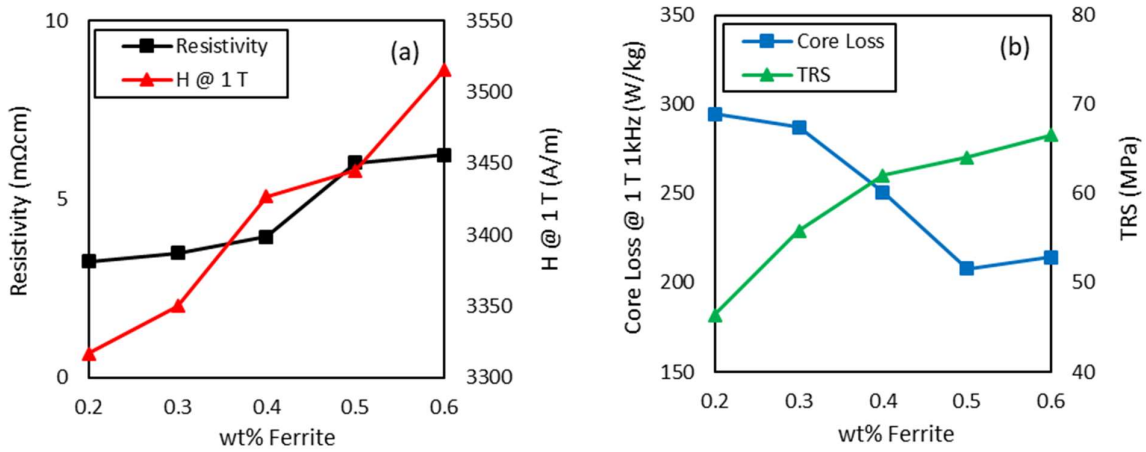 (a)
Resistivity
H @ 1 T
10
5
0
Resistivity (mΩcm)
3550
3500
3450
3400
3350
3300
H @ 1 T (A/m)
0.2 0.3 0.4 0.5 0.6
wt% Ferrite
(b)
Core Loss
TRS
350
300
250
200
150
Core Loss @ 1 T 1kHz (W/kg)
80
70
60
50
40
TRS (MPa)
0.2 0.3 0.4 0.5 0.6
wt% Ferrite